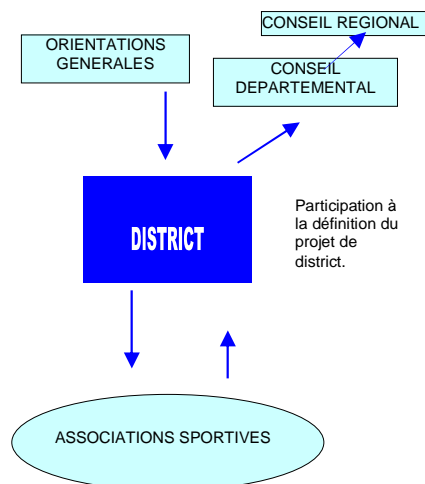 CONSEIL REGIONAL
ORIENTATIONS
GENERALES
CONSEIL
DEPARTEMENTAL
DISTRICT
Participation à
la définition du
projet de
district.
ASSOCIATIONS SPORTIVES